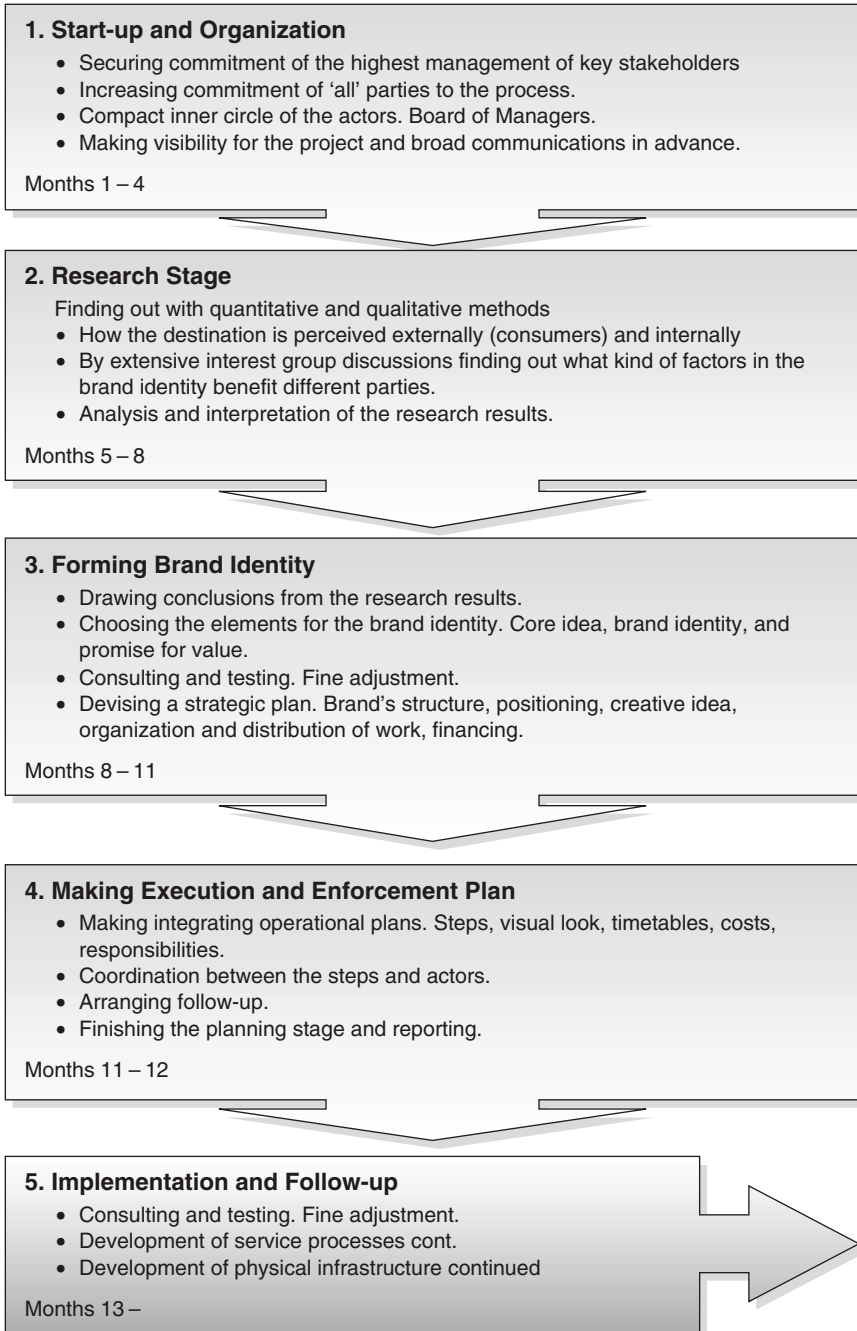 1. Start-up and Organization
• Securing commitment of the highest management of key stakeholders
• Increasing commitment of ‘all’ parties to the process.
• Compact inner circle of the actors. Board of Managers.
• Making visibility for the project and broad communications in advance.
Months 1 – 4
2. Research Stage
Finding out with quantitative and qualitative methods
• How the destination is perceived externally (consumers) and internally
• By extensive interest group discussions finding out what kind of factors in the
brand identity benefit different parties.
• Analysis and interpretation of the research results.
Months 5 – 8
3. Forming Brand Identity
• Drawing conclusions from the research results.
• Choosing the elements for the brand identity. Core idea, brand identity, and
promise for value.
• Consulting and testing. Fine adjustment.
• Devising a strategic plan. Brand’s structure, positioning, creative idea,
organization and distribution of work, financing.
Months 8 – 11
4. Making Execution and Enforcement Plan
• Making integrating operational plans. Steps, visual look, timetables, costs,
responsibilities.
• Coordination between the steps and actors.
• Arranging follow-up.
• Finishing the planning stage and reporting.
Months 11 – 12
5. Implementation and Follow-up
• Consulting and testing. Fine adjustment.
• Development of service processes cont.
• Development of physical infrastructure continued
Months 13 –